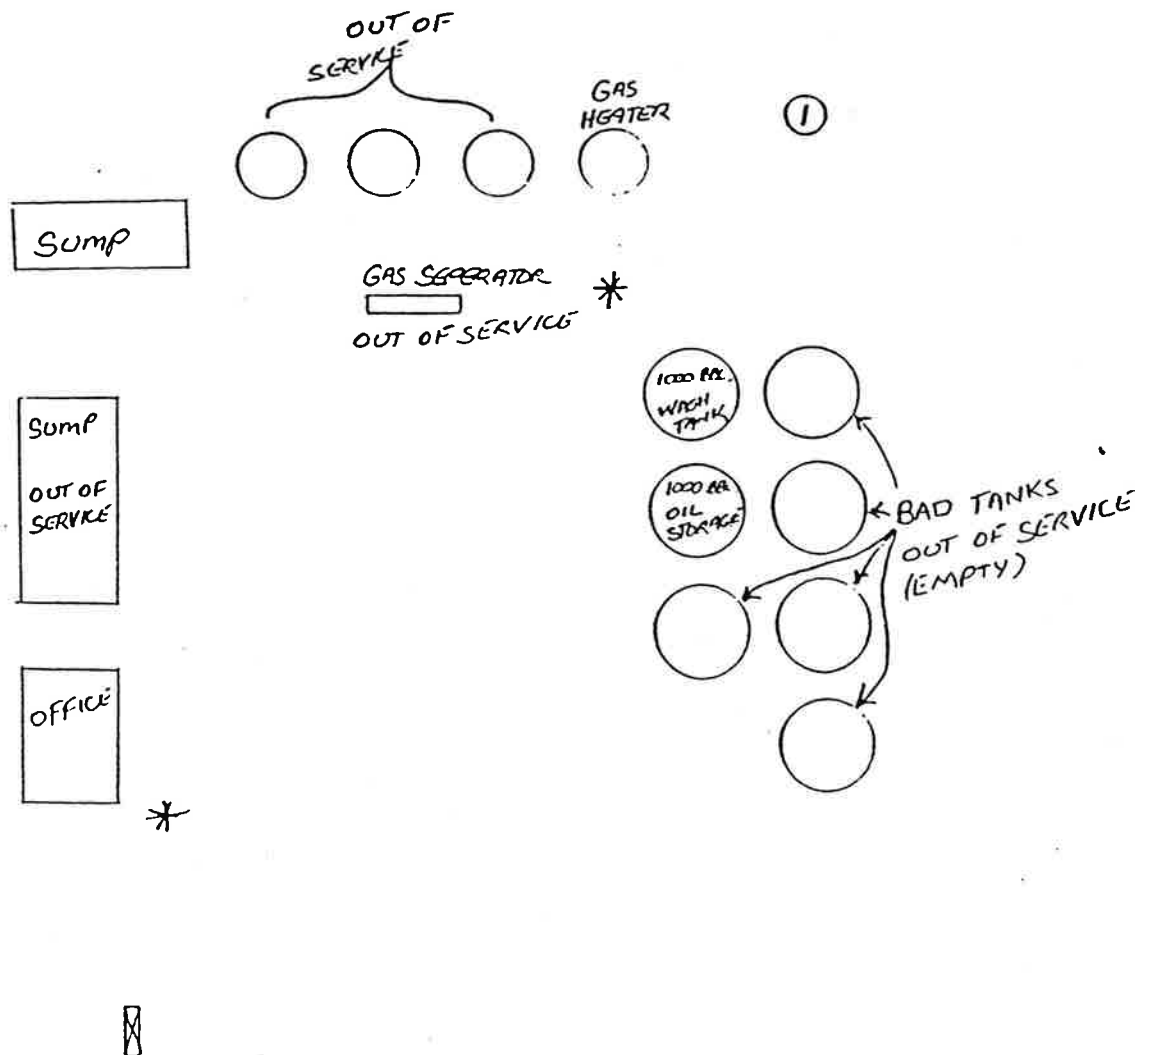 OUT OF
SERVICE
GAS
HEATER
1
SUMP
GAS SEPERATOR
OUT OF SERVICE
1000 BBL.
WASH
TANK
SUMP
OUT OF
SERVICE
1000 BBL
OIL
STORAGE
BAD TANKS
OUT OF SERVICE
(EMPTY)
OFFICE